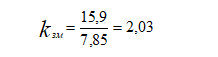 k_зм = 15,9 / 7,85 = 2,03